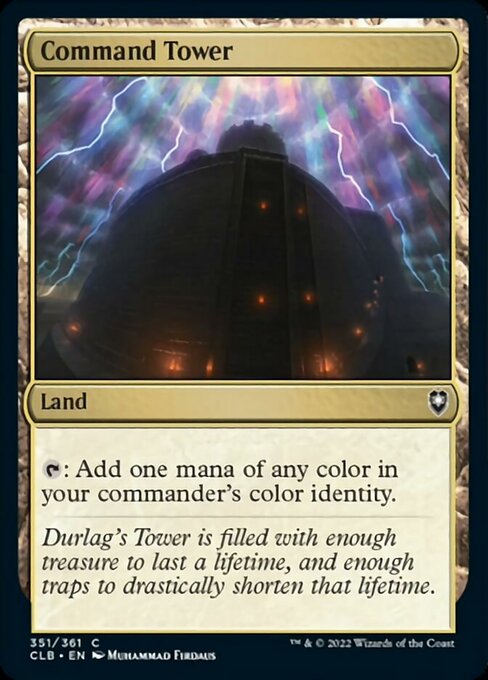 Command Tower
Land
: Add one mana of any color in
your commander's color identity.
Durlag's Tower is filled with enough
treasure to last a lifetime, and enough
traps to drastically shorten that lifetime.
351/361 C
CLB • EN Muhammad Firdaus
™ & © 2022 Wizards of the Coast